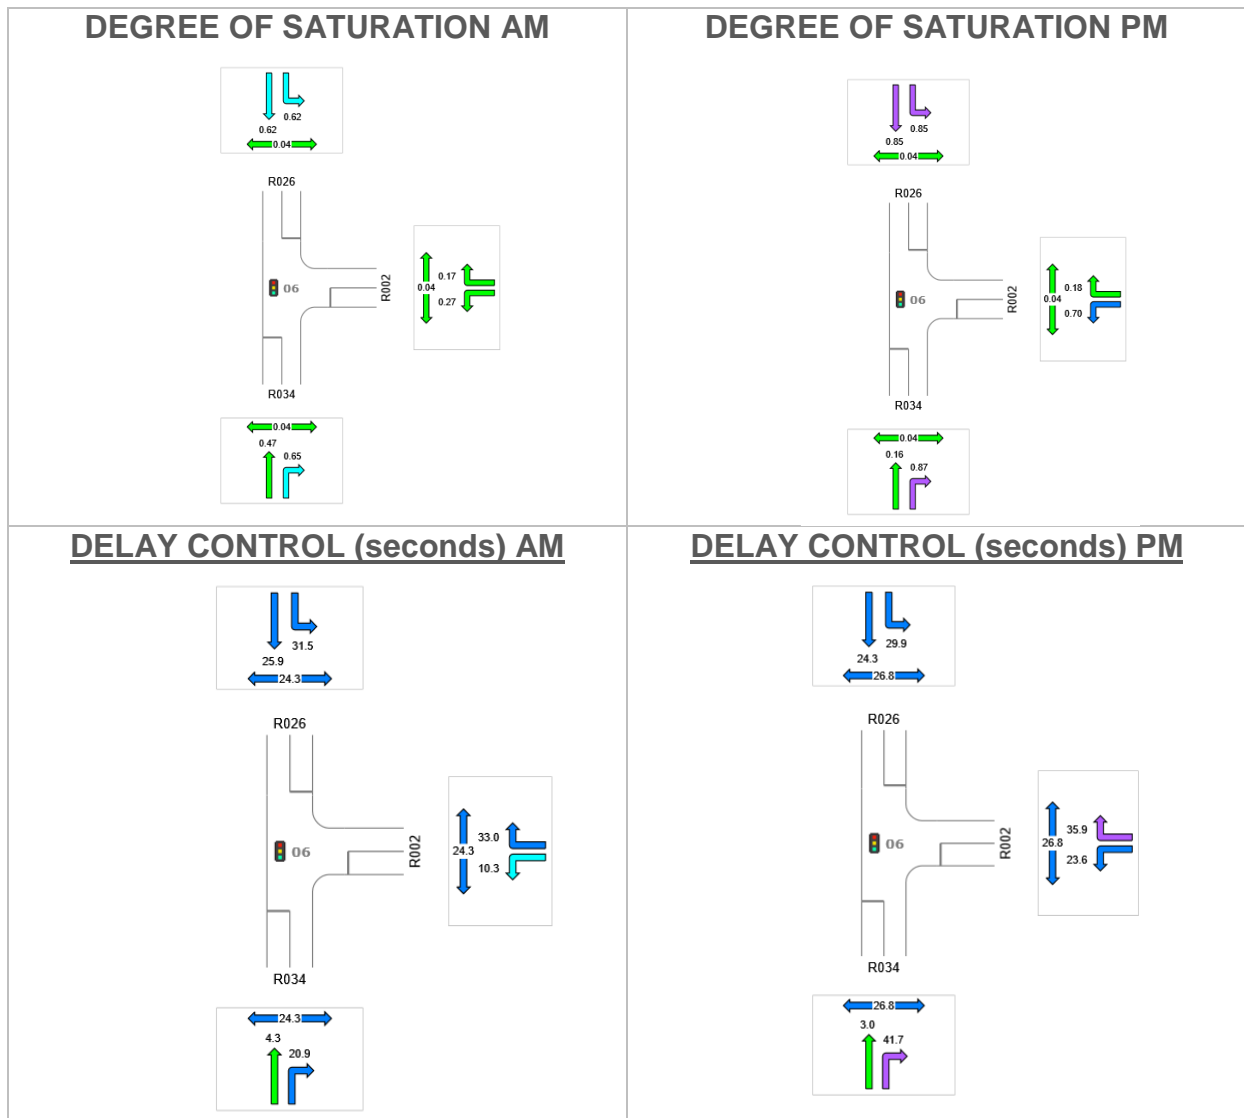 DEGREE OF SATURATION AM
0.62
0.62
0.04
R026
0.17
0.04
0.27
R002
06
R034
0.04
0.47
0.65
DEGREE OF SATURATION PM
0.85
0.85
0.04
R026
0.18
0.04
0.70
R002
06
R034
0.04
0.16
0.87
DELAY CONTROL (seconds) AM
31.5
25.9
24.3
R026
33.0
24.3
10.3
R002
06
R034
24.3
4.3
20.9
DELAY CONTROL (seconds) PM
29.9
24.3
26.8
R026
35.9
26.8
23.6
R002
06
R034
26.8
3.0
41.7